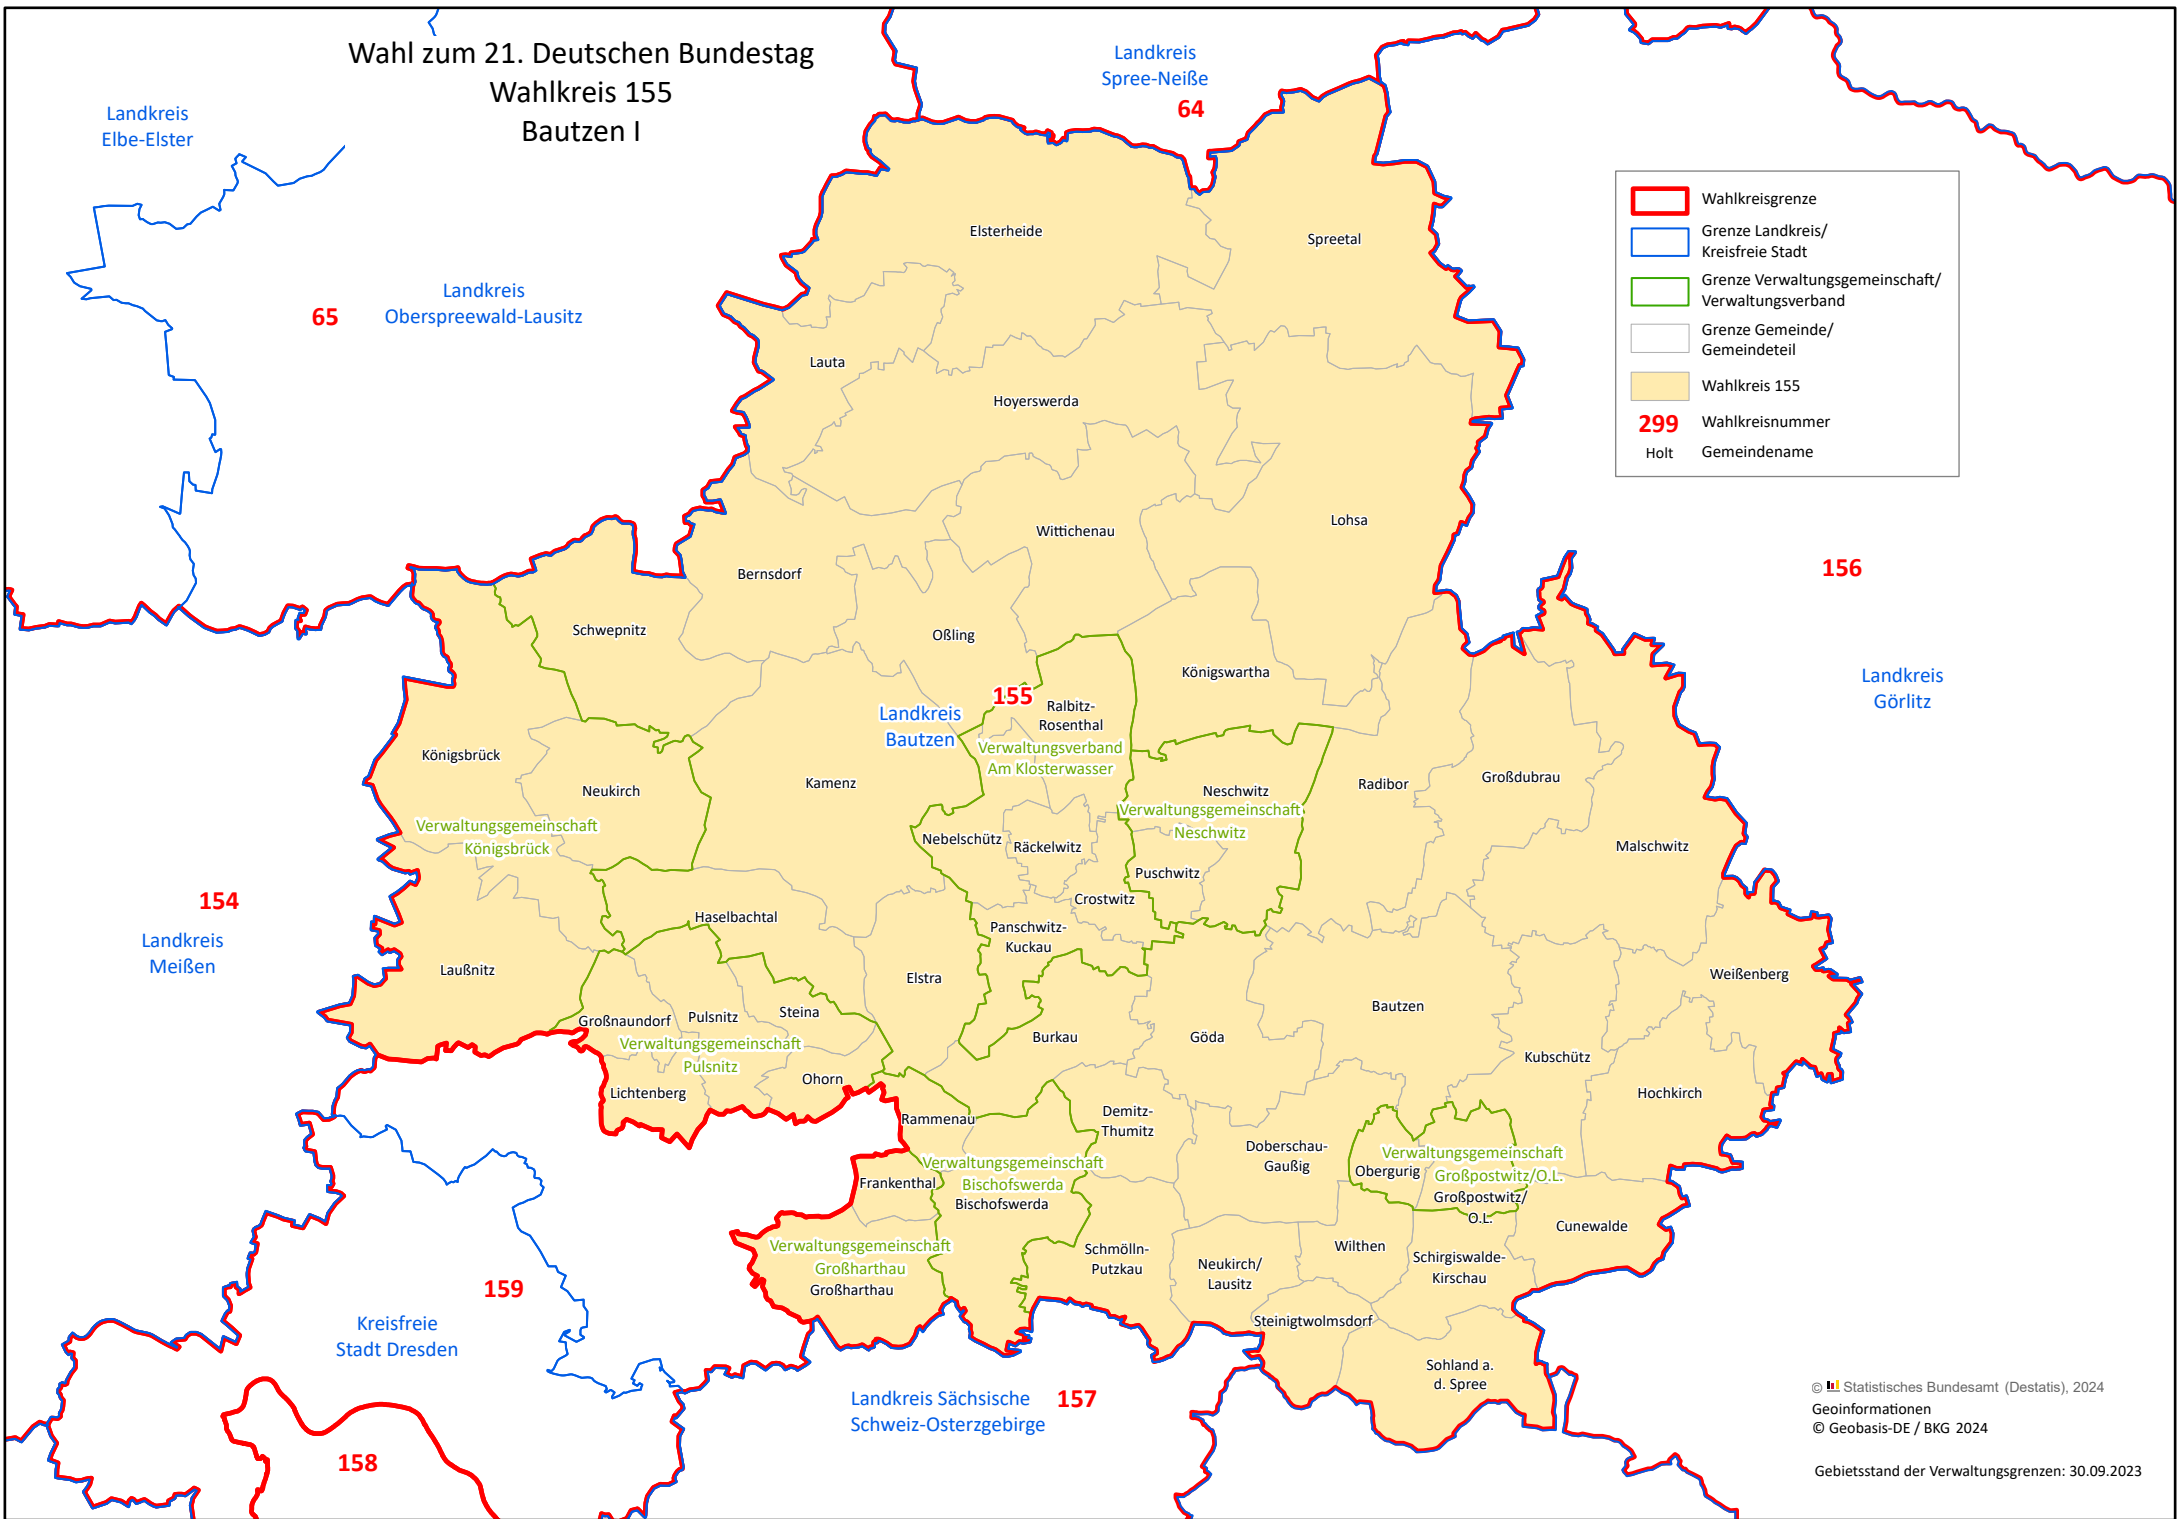 Wahl zum 21. Deutschen Bundestag
Wahlkreis 155
Bautzen I
Landkreis
Elbe-Elster
Landkreis
Spree-Neiße
64
65
Landkreis
Oberspreewald-Lausitz
Wahlkreisgrenze
Grenze Landkreis/
Kreisfreie Stadt
Grenze Verwaltungsgemeinschaft/
Verwaltungsverband
Grenze Gemeinde/
Gemeindeteil
Wahlkreis 155
299 Wahlkreisnummer
Holt Gemeindename
Elsterheide
Spreetal
Lauta
Hoyerswerda
Lohsa
Wittichenau
Bernsdorf
156
Schwepnitz
Oßling
Königswartha
Landkreis
Görlitz
155
Landkreis
Bautzen
Ralbitz-
Rosenthal
Verwaltungsverband
Am Klosterwasser
Königsbrück
Neukirch
Kamenz
Neschwitz
Verwaltungsgemeinschaft
Neschwitz
Radibor
Großdubrau
Verwaltungsgemeinschaft
Königsbrück
Nebelschütz
Räckelwitz
Malschwitz
Puschwitz
Crostwitz
154
Landkreis
Meißen
Haselbachtal
Panschwitz-
Kuckau
Laußnitz
Elstra
Weißenberg
Bautzen
Großnaundorf
Pulsnitz
Steina
Verwaltungsgemeinschaft
Pulsnitz
Burkau
Göda
Kubschütz
Lichtenberg
Ohorn
Hochkirch
Rammenau
Demitz-
Thumitz
Doberschau-
Gaußig
Verwaltungsgemeinschaft
Großpostwitz/O.L.
Obergurig
Großpostwitz/
O.L.
Verwaltungsgemeinschaft
Bischofswerda
Bischofswerda
Frankenthal
Cunewalde
Verwaltungsgemeinschaft
Großharthau
Großharthau
Schmölln-
Putzkau
Neukirch/
Lausitz
Wilthen
Schirgiswalde-
Kirschau
159
Kreisfreie
Stadt Dresden
Steinigtwolmsdorf
Sohland a.
d. Spree
Landkreis Sächsische
Schweiz-Osterzgebirge
157
158
© Statistisches Bundesamt (Destatis), 2024
Geoinformationen
© Geobasis-DE / BKG 2024
Gebietsstand der Verwaltungsgrenzen: 30.09.2023